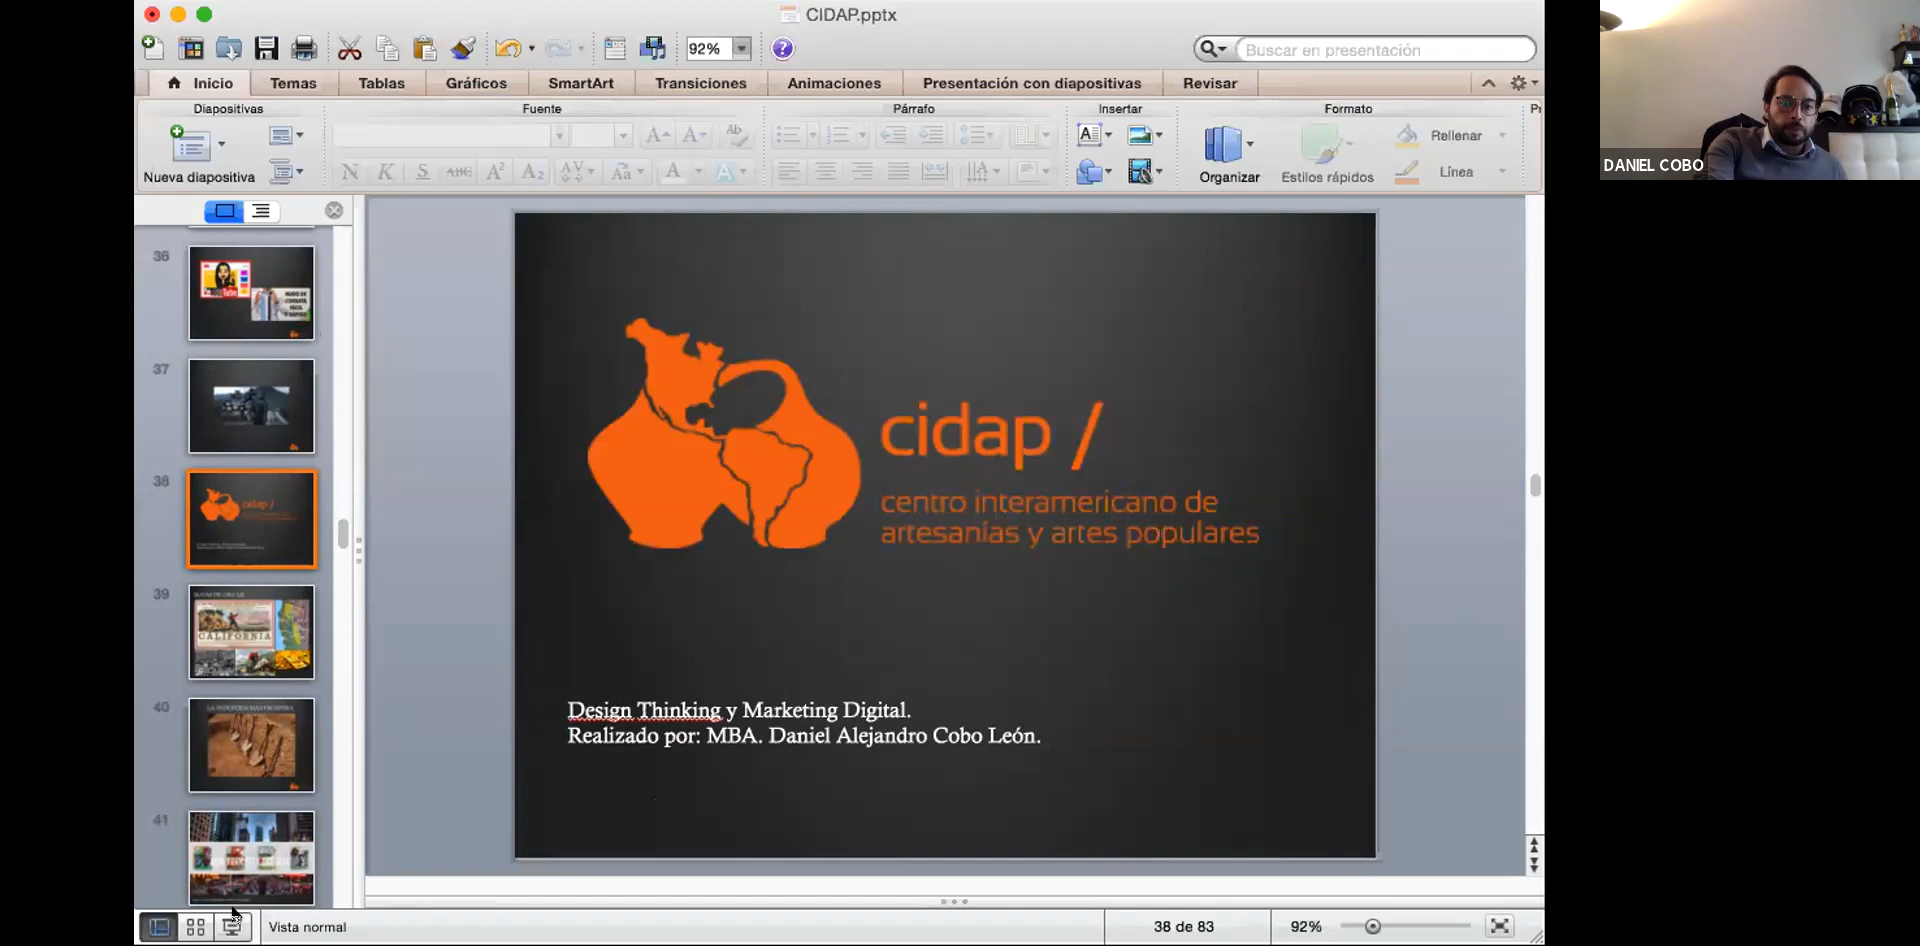 CIDAP.pptx
92%
Buscar en presentación
Inicio
Temas
Tablas
Gráficos
SmartArt
Transiciones
Animaciones
Presentación con diapositivas
Revisar
Diapositivas
Fuente
Párrafo
Insertar
Formato
Nueva diapositiva
Organizar
Estilos rápidos
Rellenar
Línea
DANIEL COBO
36
37
38
39
CALIFORNIA
40
41
cidap /
centro interamericano de
artesanías y artes populares
Design Thinking y Marketing Digital.
Realizado por: MBA. Daniel Alejandro Cobo León.
Vista normal
38 de 83
92%